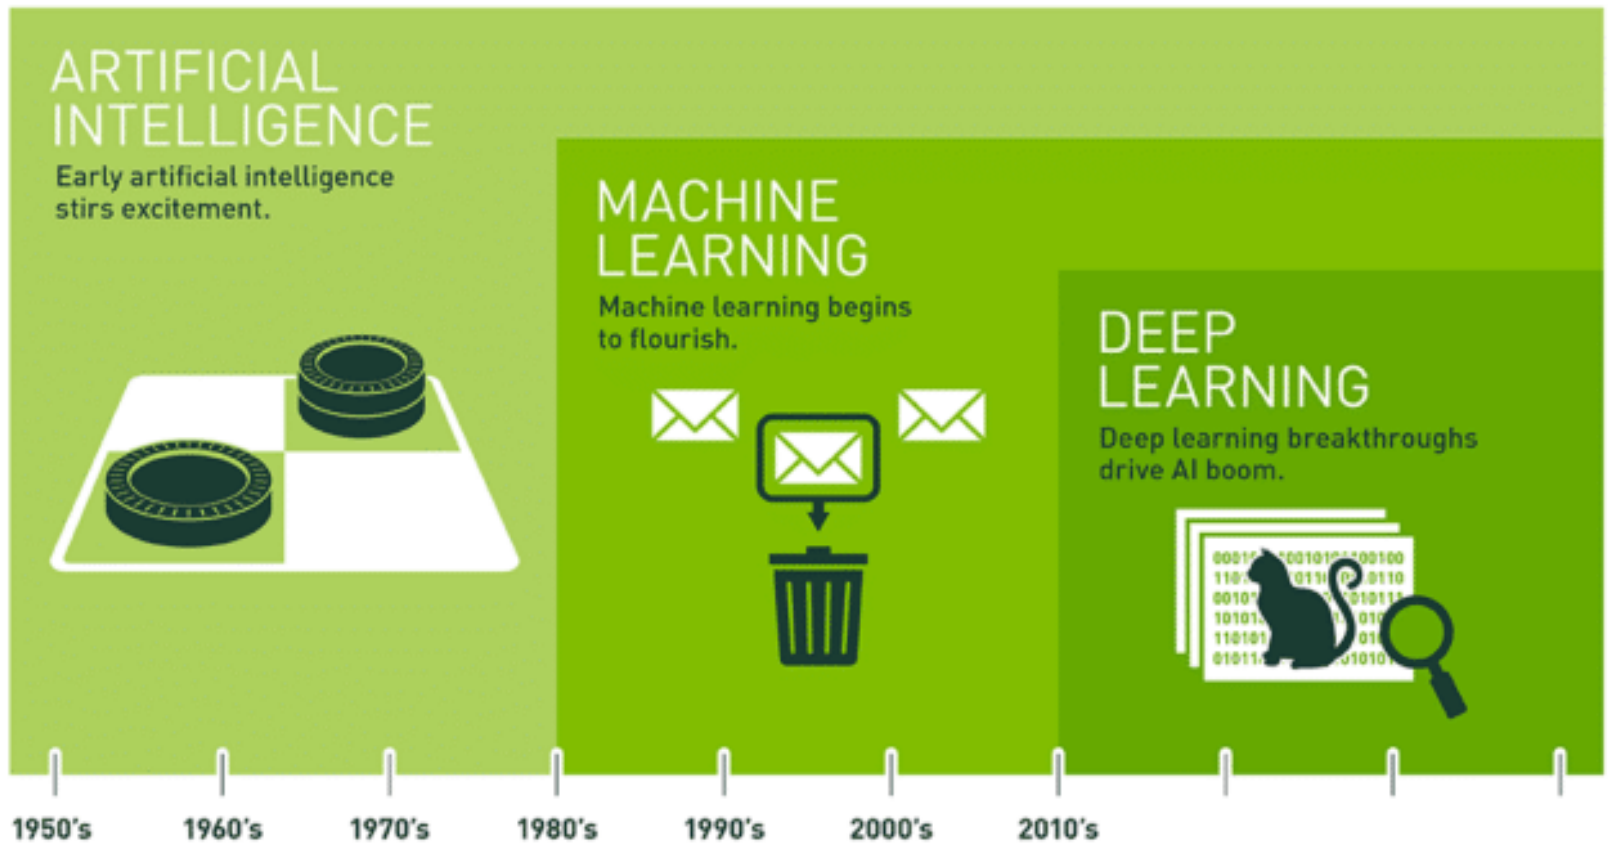 ARTIFICIAL
INTELLIGENCE
Early artificial intelligence
stirs excitement.
MACHINE
LEARNING
Machine learning begins
to flourish.
DEEP
LEARNING
Deep learning breakthroughs
drive AI boom.
1950's
1960's
1970's
1980's
1990's
2000's
2010's